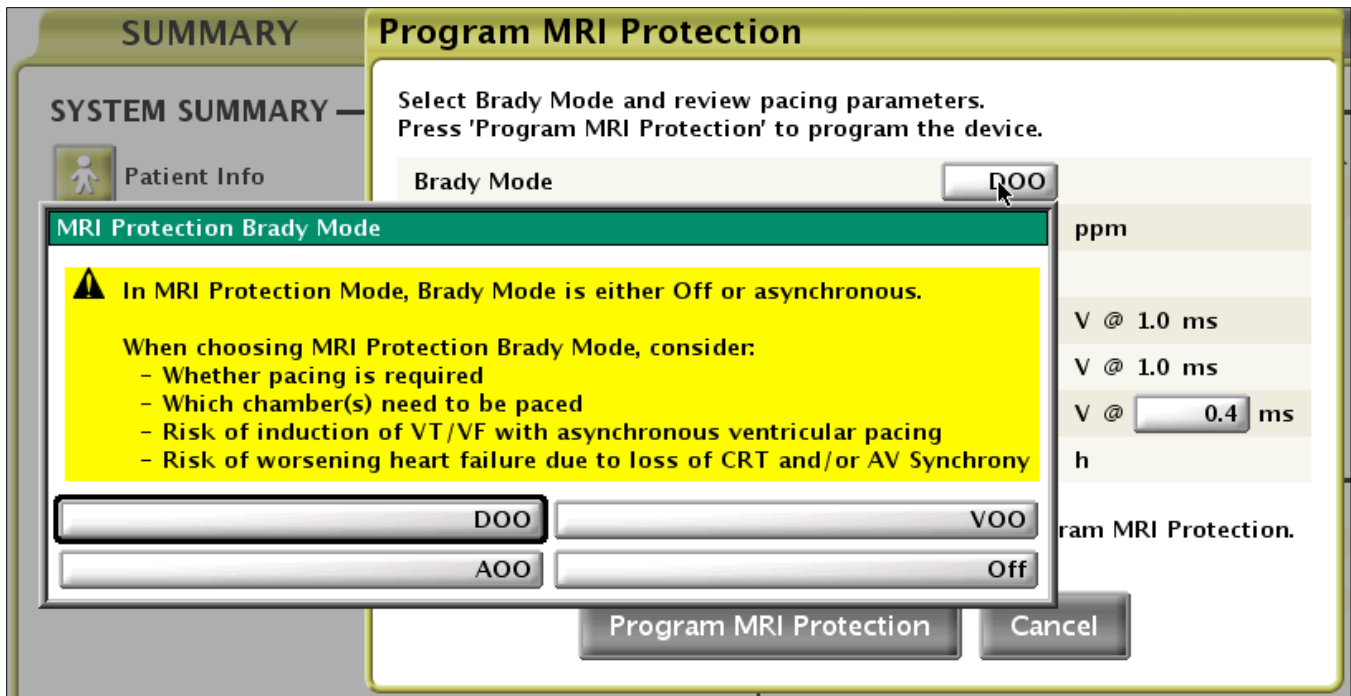 SUMMARY
Program MRI Protection
SYSTEM SUMMARY
Patient Info
Select Brady Mode and review pacing parameters.
Press 'Program MRI Protection' to program the device.
Brady Mode DOO
ppm
V @ 1.0 ms
V @ 1.0 ms
V @ 0.4 ms
h
ram MRI Protection.
MRI Protection Brady Mode
In MRI Protection Mode, Brady Mode is either Off or asynchronous.
When choosing MRI Protection Brady Mode, consider:
– Whether pacing is required
– Which chamber(s) need to be paced
– Risk of induction of VT/VF with asynchronous ventricular pacing
– Risk of worsening heart failure due to loss of CRT and/or AV Synchrony
DOO VOO
AOO Off
Program MRI Protection Cancel